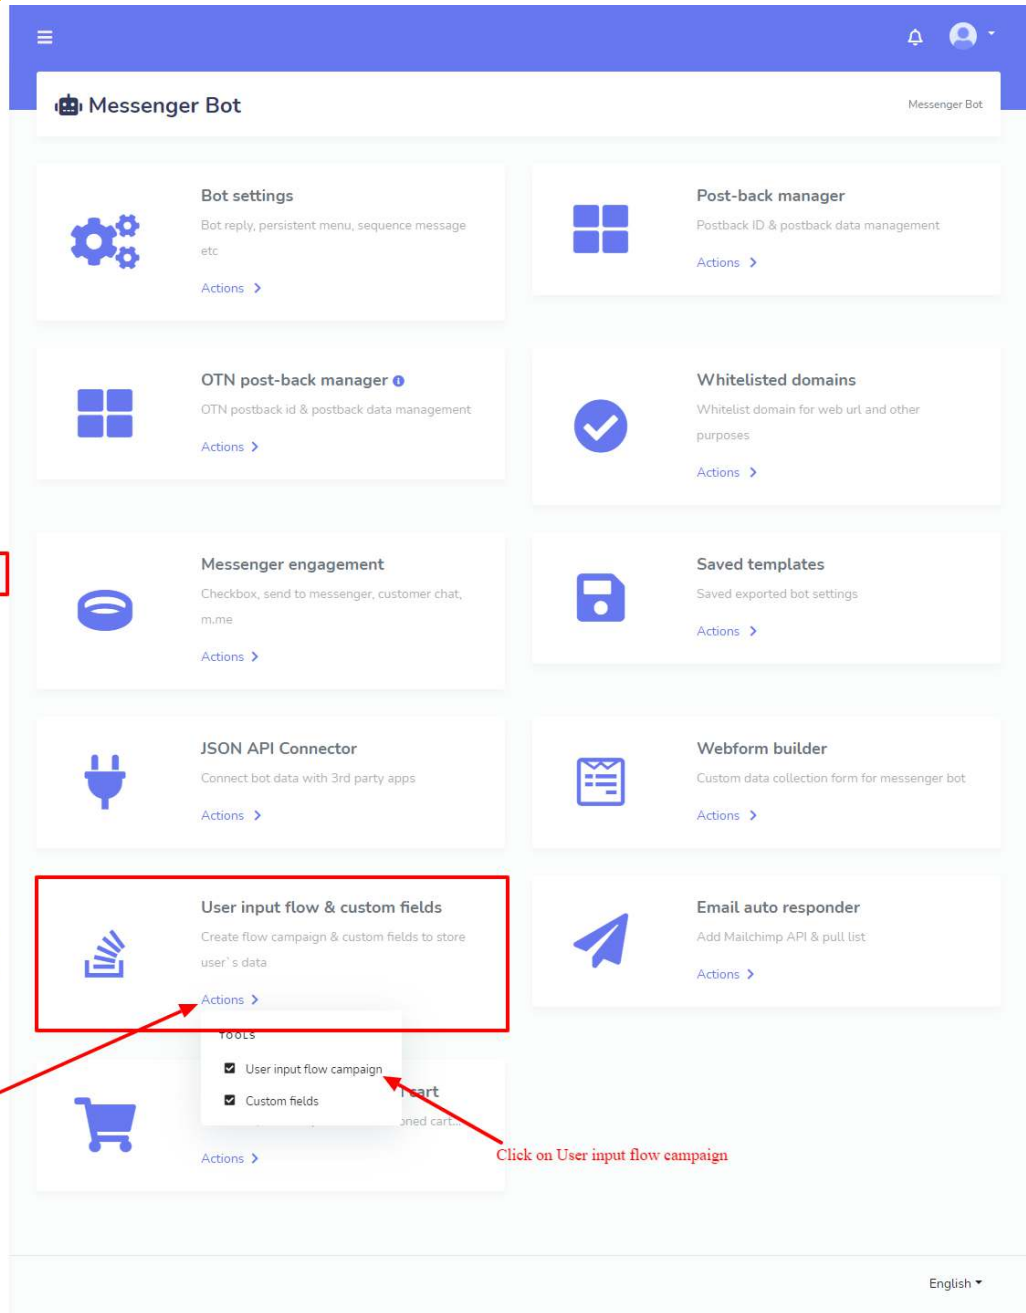 Messenger Bot
Messenger Bot
Bot settings
Bot reply, persistent menu, sequence message
etc
Actions
Post-back manager
Postback ID & postback data management
Actions
OTN post-back manager
OTN postback id & postback data management
Actions
Whitelisted domains
Whitelist domain for web url and other
purposes
Actions
Messenger engagement
Checkbox, send to messenger, customer chat,
m.me
Actions
Saved templates
Saved exported bot settings
Actions
JSON API Connector
Connect bot data with 3rd party apps
Actions
Webform builder
Custom data collection form for messenger bot
Actions
User input flow & custom fields
Create flow campaign & custom fields to store
user`s data
Actions
Email auto responder
Add Mailchimp API & pull list
Actions
TOOLS
User input flow campaign
Custom fields
cart
cart...
Actions
Click on User input flow campaign
English